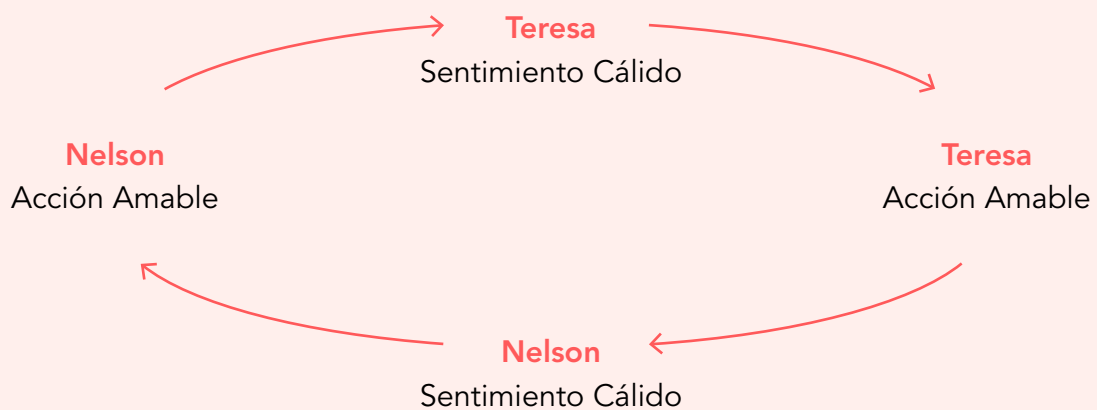 Teresa
Sentimiento Cálido
Nelson
Acción Amable
Teresa
Acción Amable
Nelson
Sentimiento Cálido